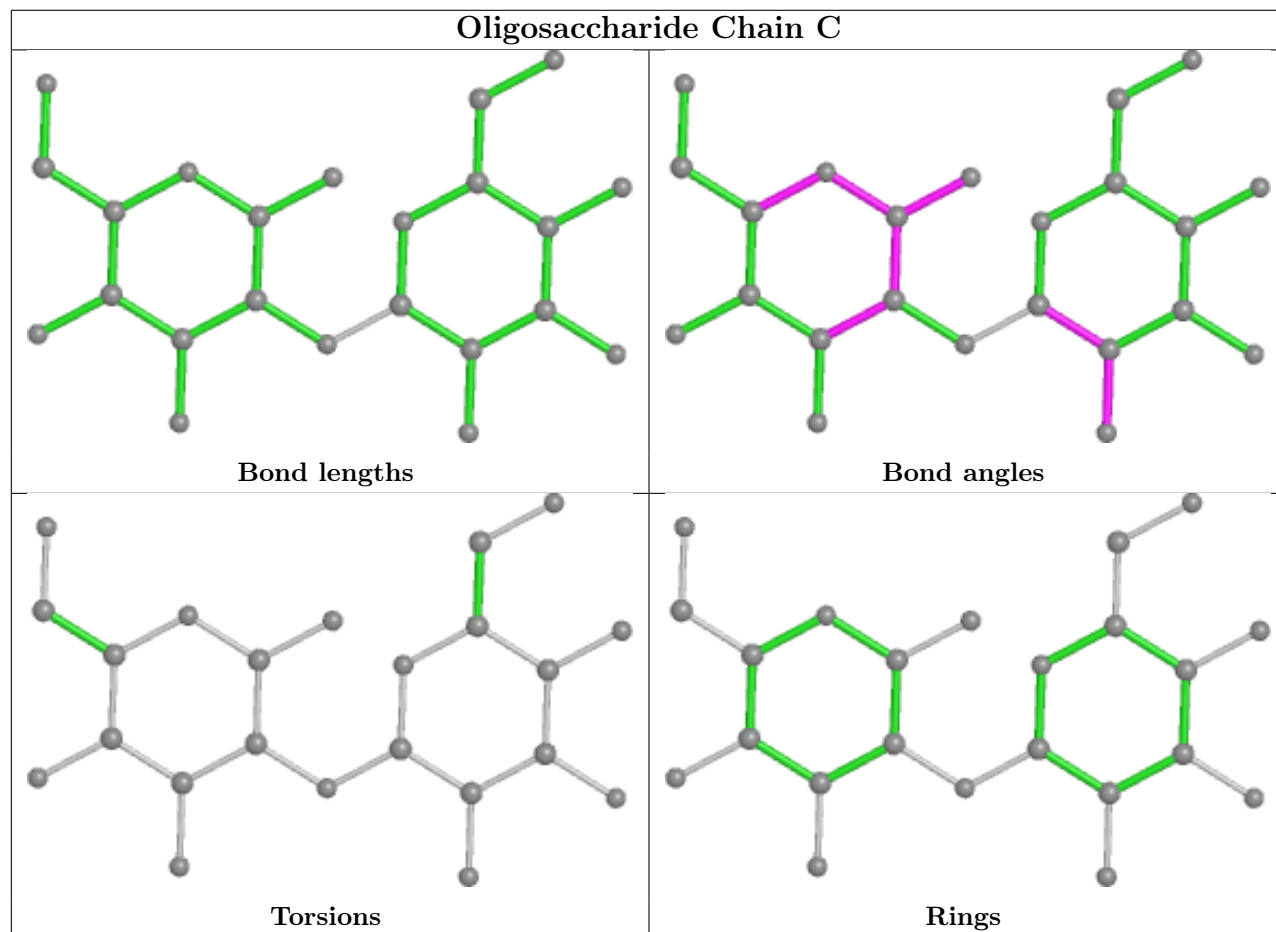 Oligosaccharide Chain C
Bond lengths
Bond angles
Torsions
Rings